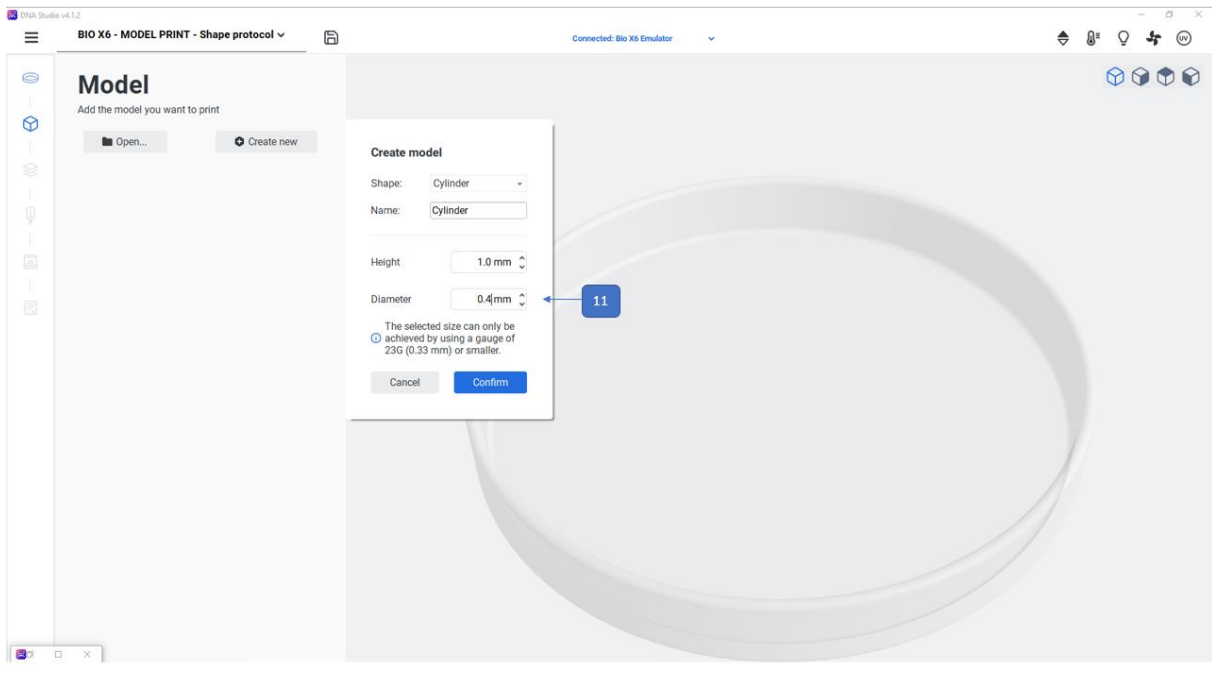 DNA Studio v4.1.2
BIO X6 - MODEL PRINT - Shape protocol
Connected: Bio X6 Emulator
UV
Model
Add the model you want to print
Open...
Create new
Create model
Shape: Cylinder
Name: Cylinder
Height 1.0 mm
Diameter 0.4 mm
11
The selected size can only be
achieved by using a gauge of
23G (0.33 mm) or smaller.
Cancel
Confirm